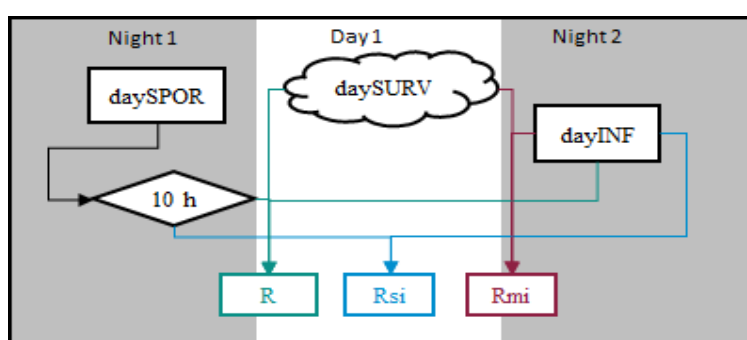 Night 1
Day 1
Night 2
daySPOR
daySURV
dayINF
10 h
R
Rsi
Rmi